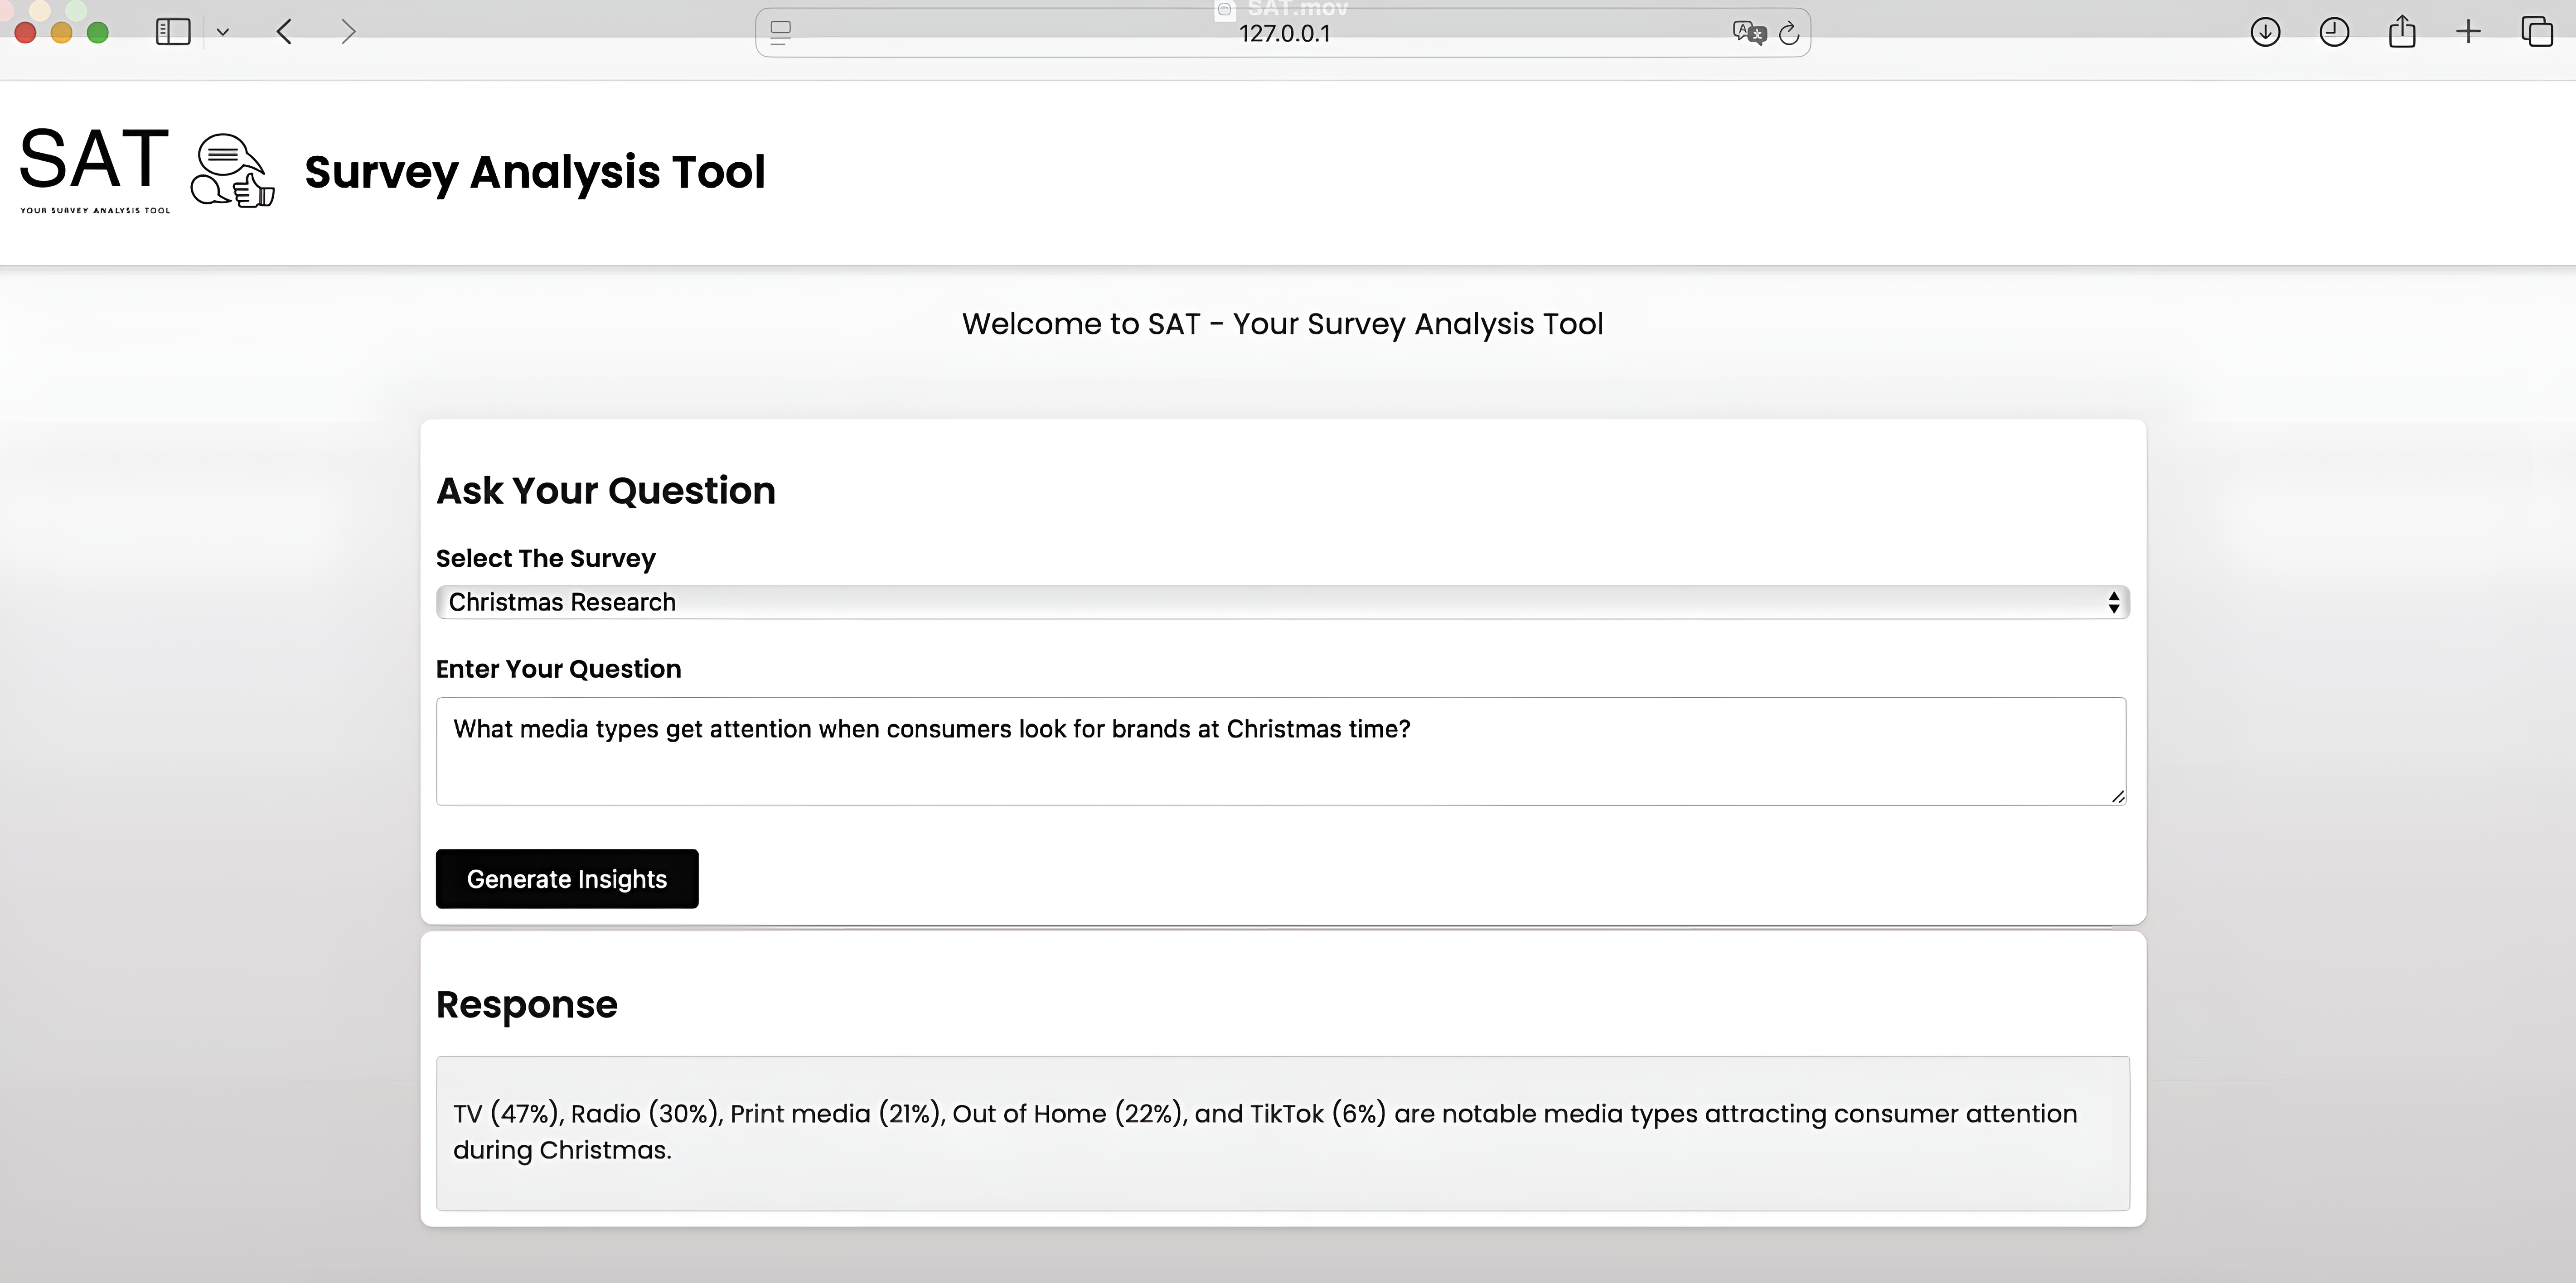 SAT.mov
127.0.0.1
SAT
YOUR SURVEY ANALYSIS TOOL
Survey Analysis Tool
Welcome to SAT - Your Survey Analysis Tool
Ask Your Question
Select The Survey
Christmas Research
Enter Your Question
What media types get attention when consumers look for brands at Christmas time?
Generate Insights
Response
TV (47%), Radio (30%), Print media (21%), Out of Home (22%), and TikTok (6%) are notable media types attracting consumer attention
during Christmas.